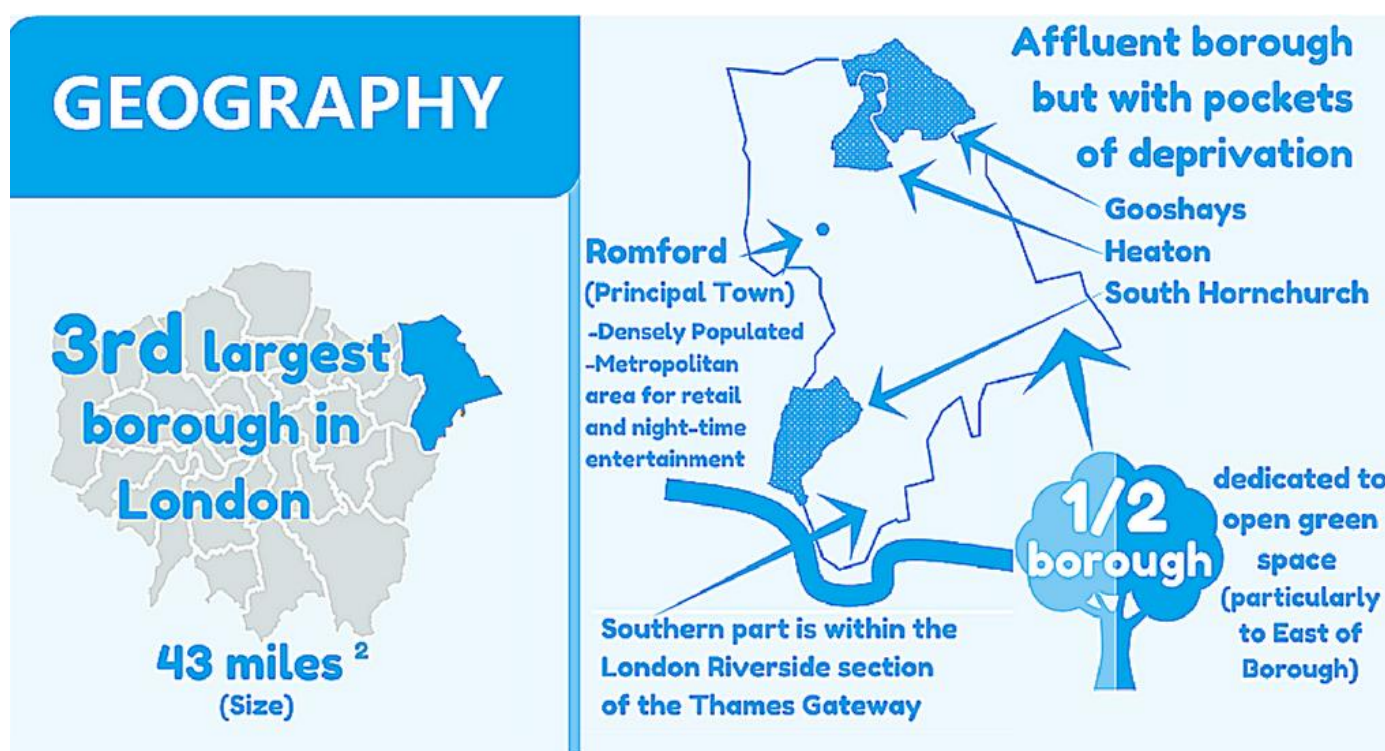 GEOGRAPHY
3rd largest
borough in
London
43 miles ²
(Size)
Affluent borough
but with pockets
of deprivation
Gooshays
Heaton
South Hornchurch
Romford
(Principal Town)
-Densely Populated
-Metropolitan
area for retail
and night-time
entertainment
1/2
borough
dedicated to
open green
space
(particularly
to East of
Borough)
Southern part is within the
London Riverside section
of the Thames Gateway